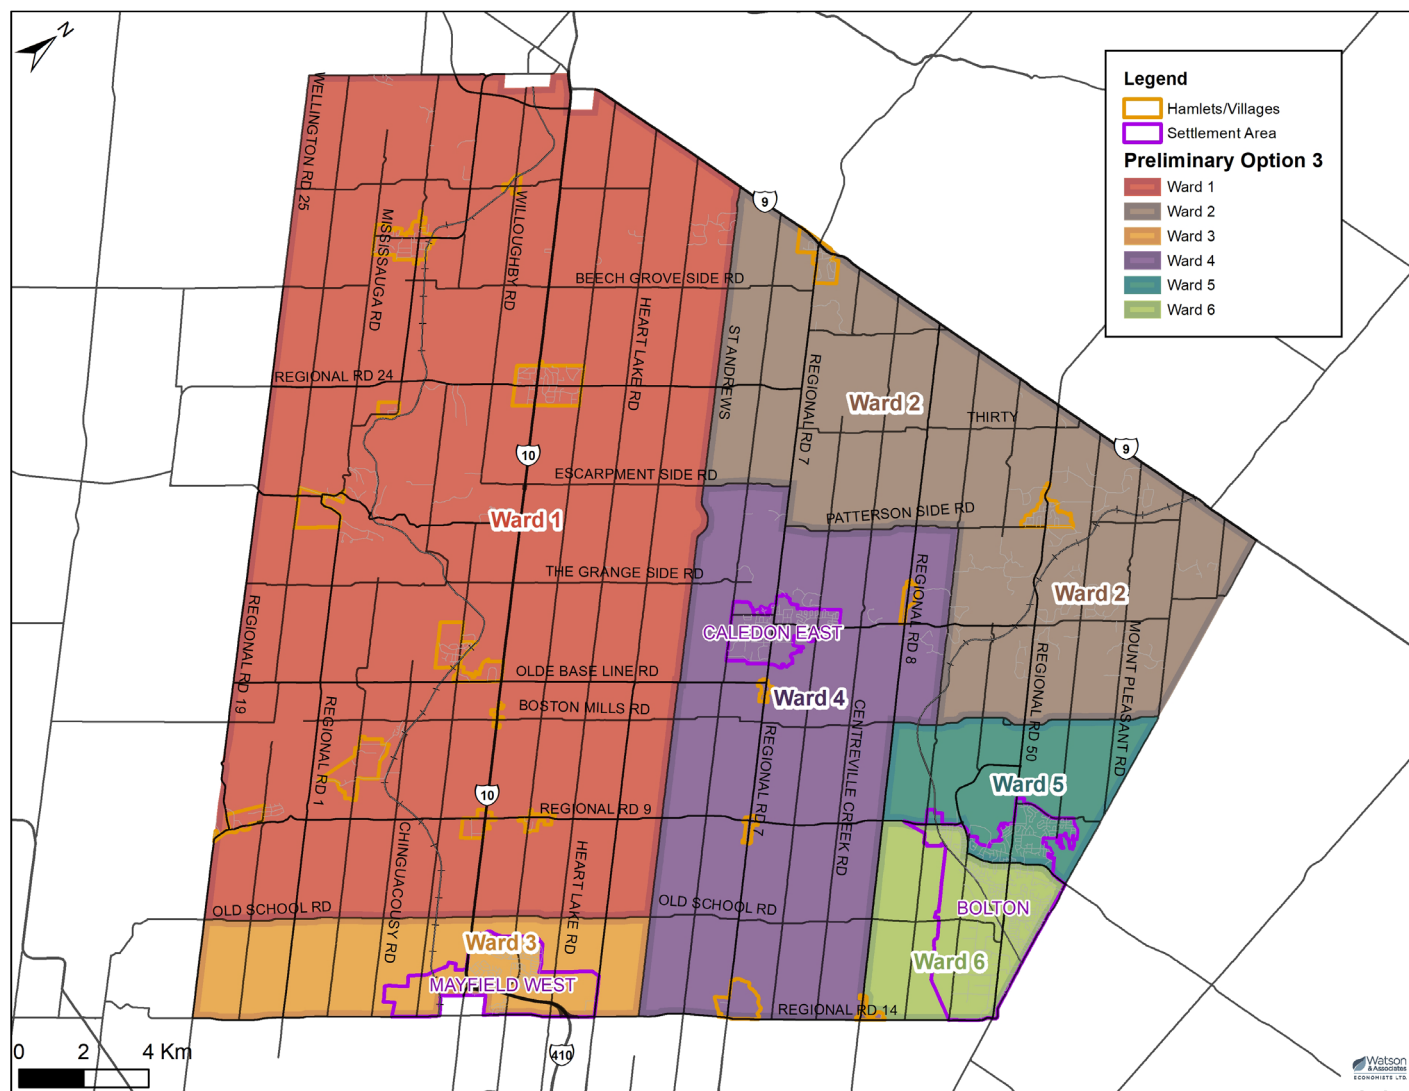 N
Legend
Hamlets/Villages
Settlement Area
Preliminary Option 3
Ward 1
Ward 2
Ward 3
Ward 4
Ward 5
Ward 6
WELLINGTON RD 25
MISSISSAUGA RD
WILLOUGHBY RD
9
BEECH GROVE SIDE RD
HEART LAKE RD
ST ANDREWS
REGIONAL RD 7
REGIONAL RD 24
Ward 2
THIRTY
9
10
ESCARPMENT SIDE RD
Ward 1
PATTERSON SIDE RD
THE GRANGE SIDE RD
REGIONAL RD 8
Ward 2
REGIONAL RD 19
CALEDON EAST
MOUNT PLEASANT RD
REGIONAL RD 50
OLDE BASE LINE RD
Ward 4
BOSTON MILLS RD
REGIONAL RD 1
REGIONAL RD 7
CENTREVILLE CREEK RD
Ward 5
10
REGIONAL RD 9
CHINGUACOUSY RD
HEART LAKE RD
OLD SCHOOL RD
OLD SCHOOL RD
BOLTON
Ward 3
Ward 6
MAYFIELD WEST
REGIONAL RD 14
410
0 2 4 Km
Watson
& Associates
ECONOMISTS LTD.